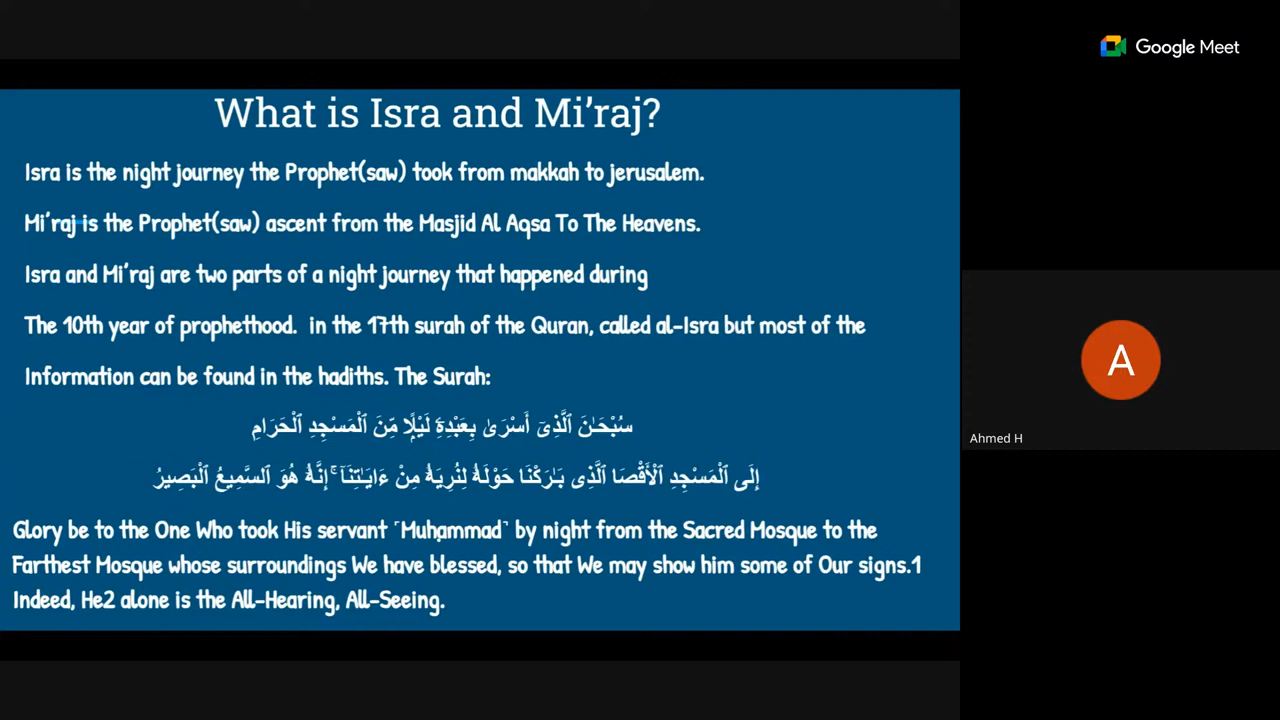 Google Meet
What is Isra and Mi'raj?
Isra is the night journey the Prophet(saw) took from makkah to jerusalem.
Mi'raj is the Prophet(saw) ascent from the Masjid Al Aqsa To The Heavens.
Isra and Mi'raj are two parts of a night journey that happened during
The 10th year of prophethood. in the 17th surah of the Quran, called al-Isra but most of the
Information can be found in the hadiths. The Surah:
سُبْحَـٰنَ ٱلَّذِىٓ أَسْرَىٰ بِعَبْدِهِۦ لَيْلًۭا مِّنَ ٱلْمَسْجِدِ ٱلْحَرَامِ
إِلَى ٱلْمَسْجِدِ ٱلْأَقْصَا ٱلَّذِى بَـٰرَكْنَا حَوْلَهُۥ لِنُرِيَهُۥ مِنْ ءَايَـٰتِنَآ ۚ إِنَّهُۥ هُوَ ٱلسَّمِيعُ ٱلْبَصِيرُ
Glory be to the One Who took His servant ˹Muḥammad˺ by night from the Sacred Mosque to the
Farthest Mosque whose surroundings We have blessed, so that We may show him some of Our signs.1
Indeed, He2 alone is the All-Hearing, All-Seeing.
A
Ahmed H